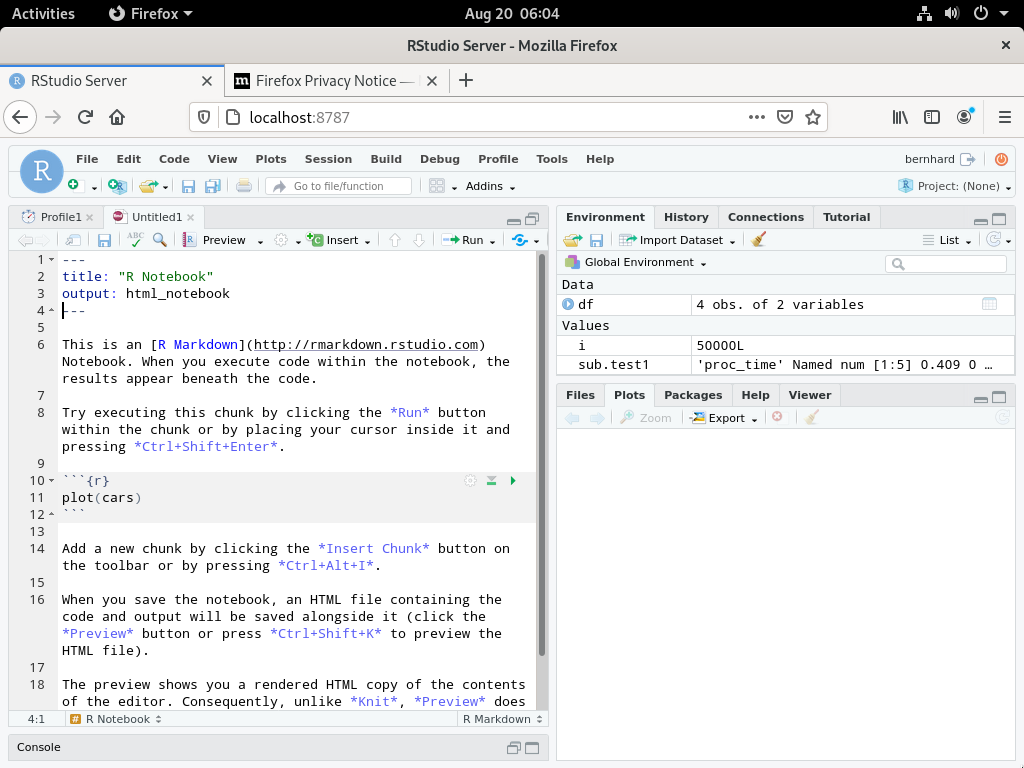 Activities Firefox Aug 20 06:04
RStudio Server - Mozilla Firefox
RStudio Server Firefox Privacy Notice —
localhost:8787
R File Edit Code View Plots Session Build Debug Profile Tools Help bernhard
Go to file/function Addins Project: (None)
Profile1 Untitled1
Preview Insert Run
1 ---
2 title: "R Notebook"
3 output: html_notebook
4 ---
5
6 This is an [R Markdown](http://rmarkdown.rstudio.com)
Notebook. When you execute code within the notebook, the
results appear beneath the code.
7
8 Try executing this chunk by clicking the *Run* button
within the chunk or by placing your cursor inside it and
pressing *Ctrl+Shift+Enter*.
9
10 ```{r}
11 plot(cars)
12 ```
13
14 Add a new chunk by clicking the *Insert Chunk* button on
the toolbar or by pressing *Ctrl+Alt+I*.
15
16 When you save the notebook, an HTML file containing the
code and output will be saved alongside it (click the
*Preview* button or press *Ctrl+Shift+K* to preview the
HTML file).
17
18 The preview shows you a rendered HTML copy of the contents
of the editor. Consequently, unlike *Knit*, *Preview* does
4:1 # R Notebook R Markdown
Console
Environment History Connections Tutorial
Import Dataset List
Global Environment
Data
df 4 obs. of 2 variables
Values
i 50000L
sub.test1 'proc_time' Named num [1:5] 0.409 0 …
Files Plots Packages Help Viewer
Zoom Export